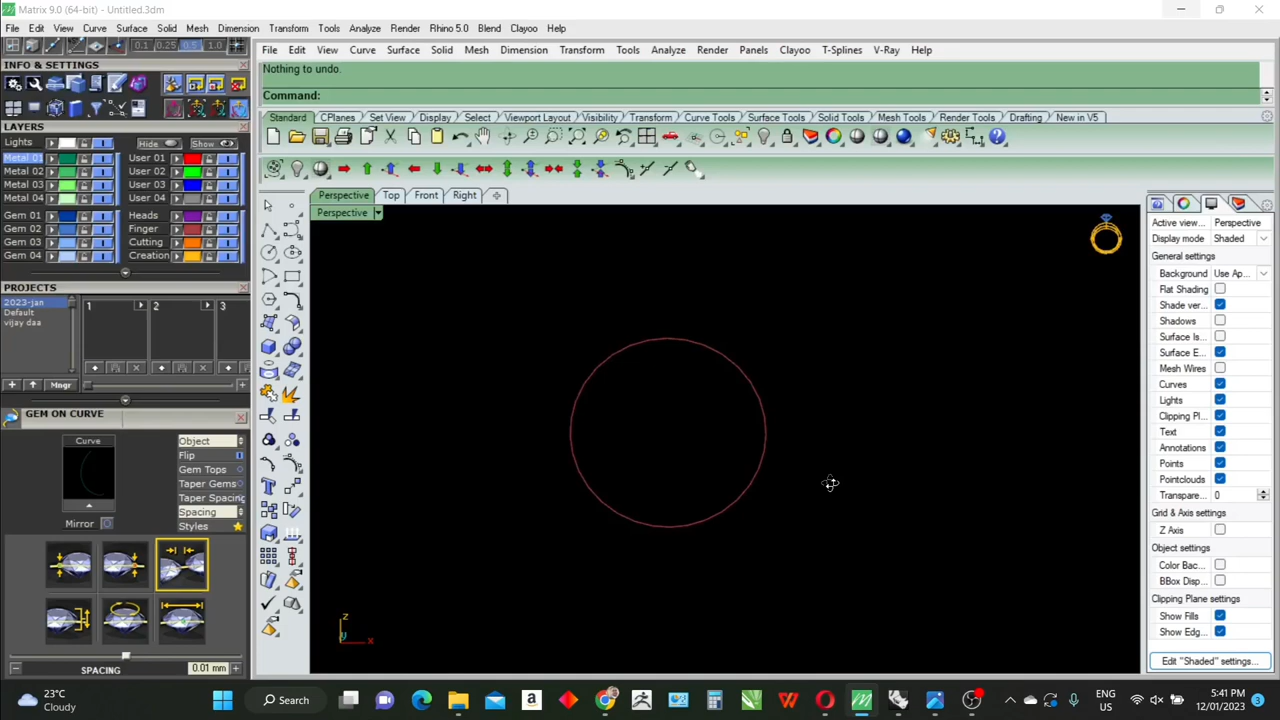 Matrix 9.0 (64-bit) - Untitled.3dm
File Edit View Curve Surface Solid Mesh Dimension Transform Tools Analyze Render Rhino 5.0 Blend Clayoo Help
0.1 0.25 0.5 1.0
INFO & SETTINGS
LAYERS
Lights Hide Show
Metal 01 User 01
Metal 02 User 02
Metal 03 User 03
Metal 04 User 04
Gem 01 Heads
Gem 02 Finger
Gem 03 Cutting
Gem 04 Creation
PROJECTS
2023-jan
Default
vijay daa
1 2 3
Mngr
GEM ON CURVE
Curve
Mirror
Object
Flip
Gem Tops
Taper Gems
Taper Spacing
Spacing
Styles
SPACING 0.01 mm
File Edit View Curve Surface Solid Mesh Dimension Transform Tools Analyze Render Panels Clayoo T-Splines V-Ray Help
Nothing to undo.
Command:
Standard CPlanes Set View Display Select Viewport Layout Visibility Transform Curve Tools Surface Tools Solid Tools Mesh Tools Render Tools Drafting New in V5
Perspective Top Front Right
Perspective
z
y
x
Active view... Perspective
Display mode Shaded
General settings
Background Use Ap...
Flat Shading
Shade ver...
Shadows
Surface Is...
Surface E...
Mesh Wires
Curves
Lights
Clipping Pl...
Text
Annotations
Points
Pointclouds
Transpare... 0
Grid & Axis settings
Z Axis
Object settings
Color Bac...
BBox Disp...
Clipping Plane settings
Show Fills
Show Edg...
Edit "Shaded" settings...
23°C
Cloudy
Search
ENG
US
5:41 PM
12/01/2023
3